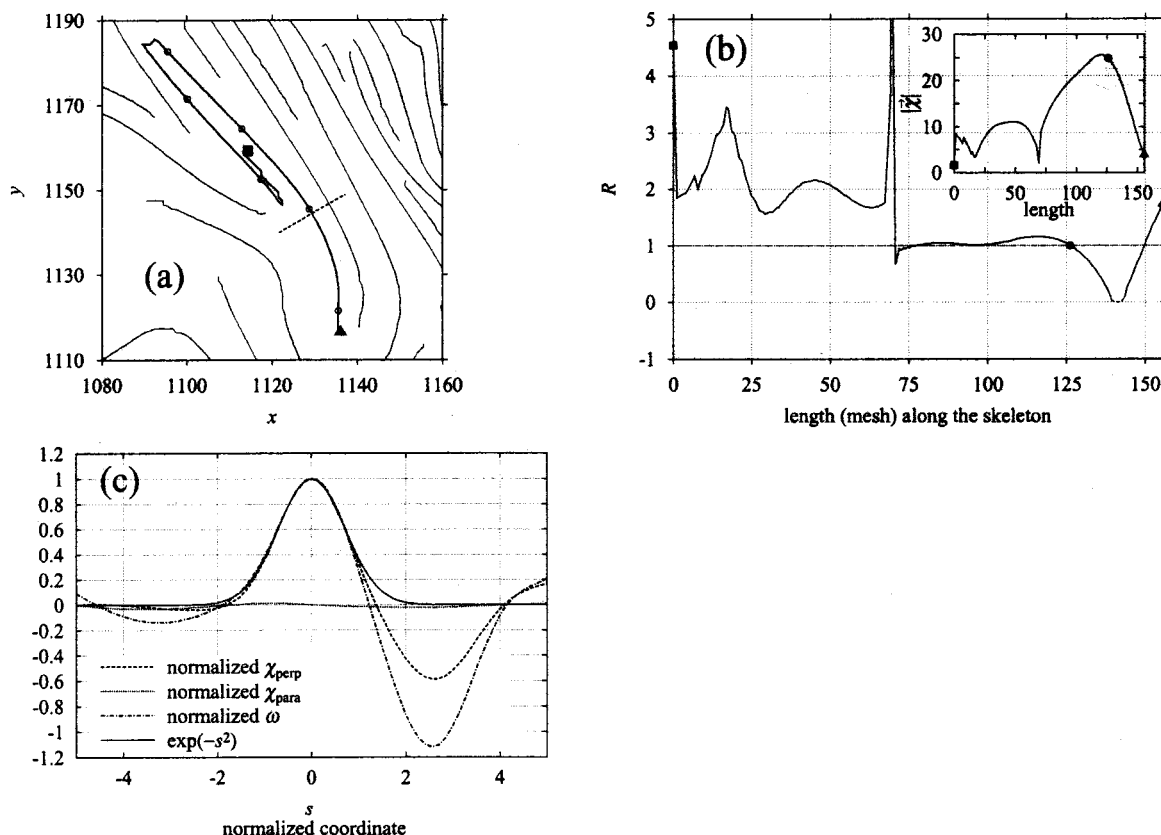 1190
1170
y
1150
1130
1110
(a)
1080 1100 1120 1140 1160
x
5
4
3
R
2
1
0
-1
(b)
30
20
|χ⃗|
10
0
0 50 100 150
length
0 25 50 75 100 125 150
length (mesh) along the skeleton
1.2
1
0.8
0.6
0.4
0.2
0
-0.2
-0.4
-0.6
-0.8
-1
-1.2
(c)
normalized χperp
normalized χpara
normalized ω
exp(−s²)
-4 -2 0 2 4
s
normalized coordinate